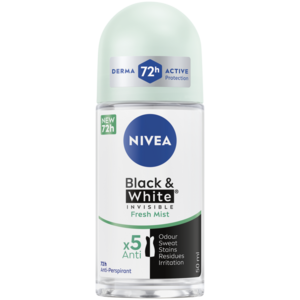 DERMA 72h ACTIVE
Protection
NEW
72h
NIVEA
Black &
White®
INVISIBLE
Fresh Mist
x5
Anti
Odour
Sweat
Stains
Residues
Irritation
72h
Anti-Perspirant
50 ml